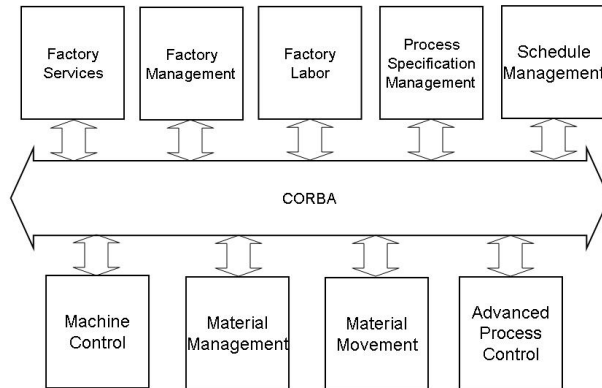 Factory
Services
Factory
Management
Factory
Labor
Process
Specification
Management
Schedule
Management
CORBA
Machine
Control
Material
Management
Material
Movement
Advanced
Process
Control